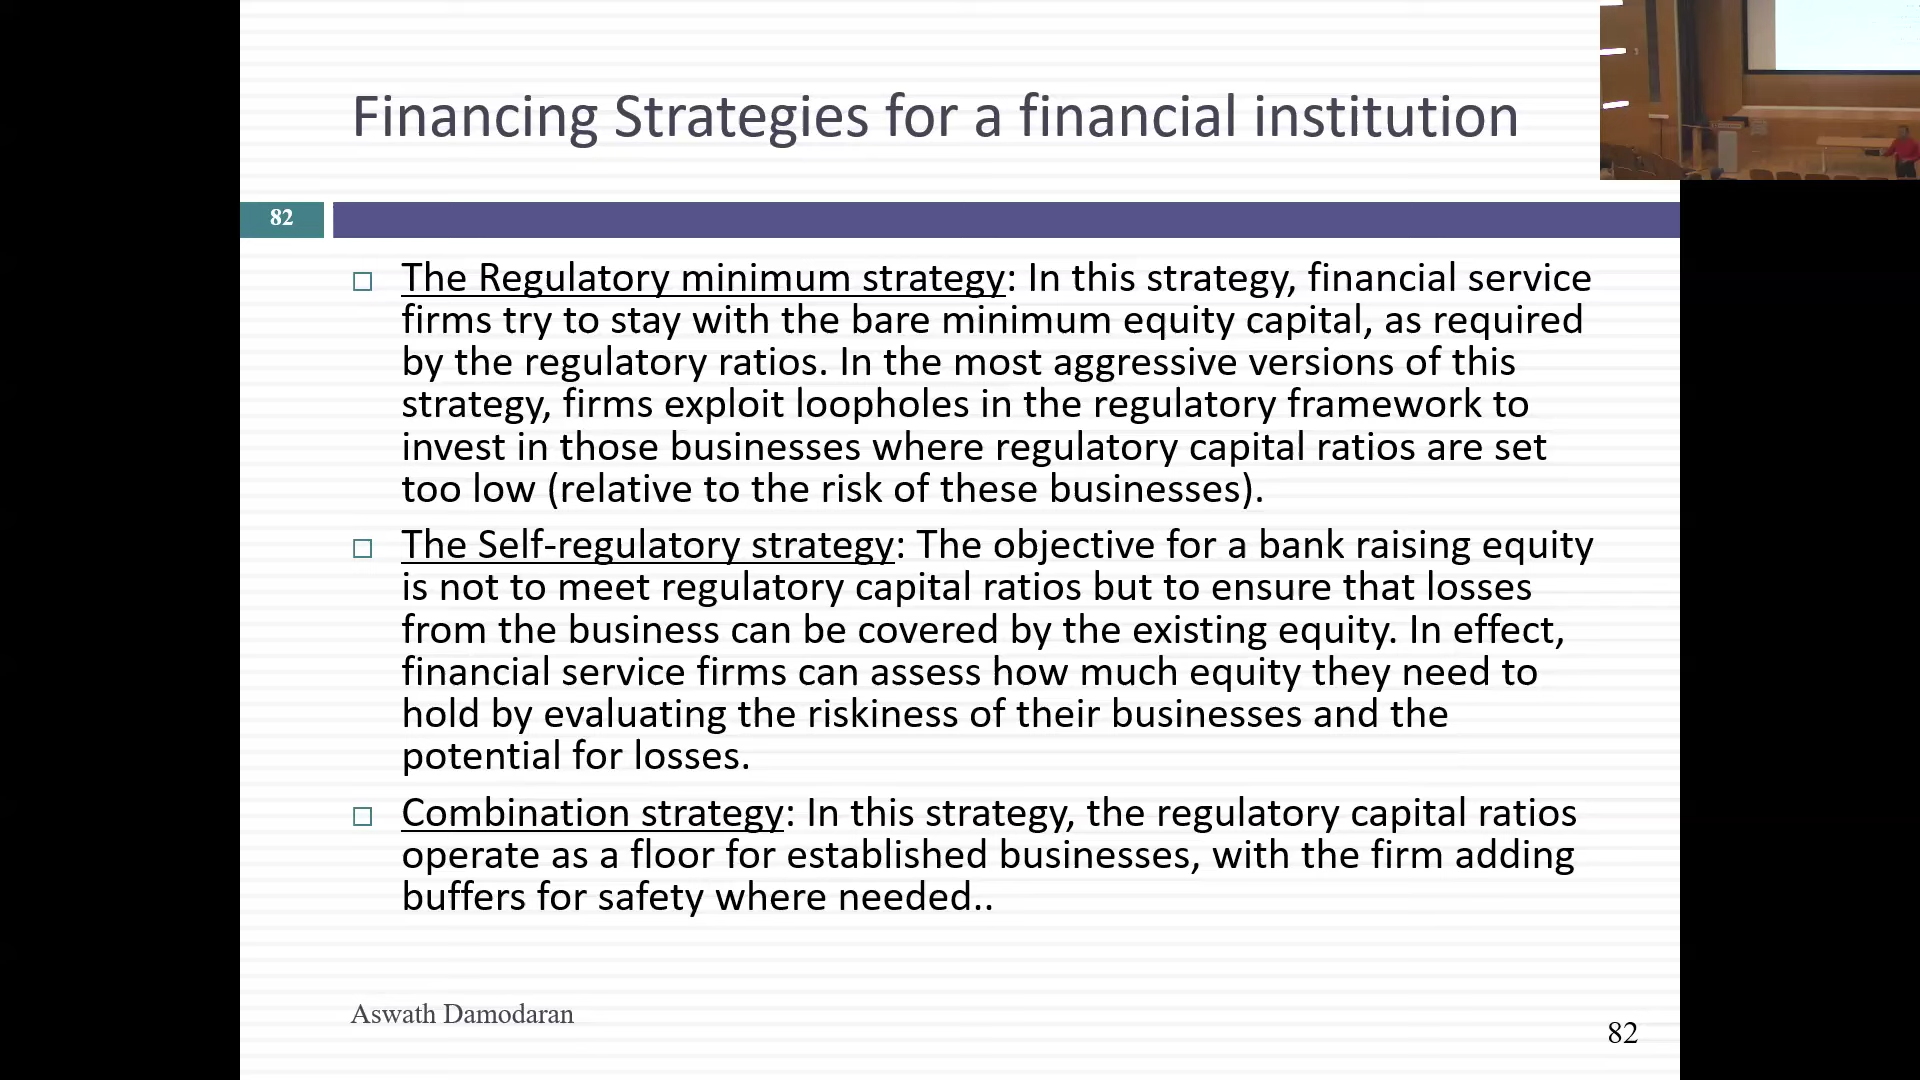 Financing Strategies for a financial institution
82
The Regulatory minimum strategy: In this strategy, financial service
firms try to stay with the bare minimum equity capital, as required
by the regulatory ratios. In the most aggressive versions of this
strategy, firms exploit loopholes in the regulatory framework to
invest in those businesses where regulatory capital ratios are set
too low (relative to the risk of these businesses).
The Self-regulatory strategy: The objective for a bank raising equity
is not to meet regulatory capital ratios but to ensure that losses
from the business can be covered by the existing equity. In effect,
financial service firms can assess how much equity they need to
hold by evaluating the riskiness of their businesses and the
potential for losses.
Combination strategy: In this strategy, the regulatory capital ratios
operate as a floor for established businesses, with the firm adding
buffers for safety where needed..
Aswath Damodaran
82